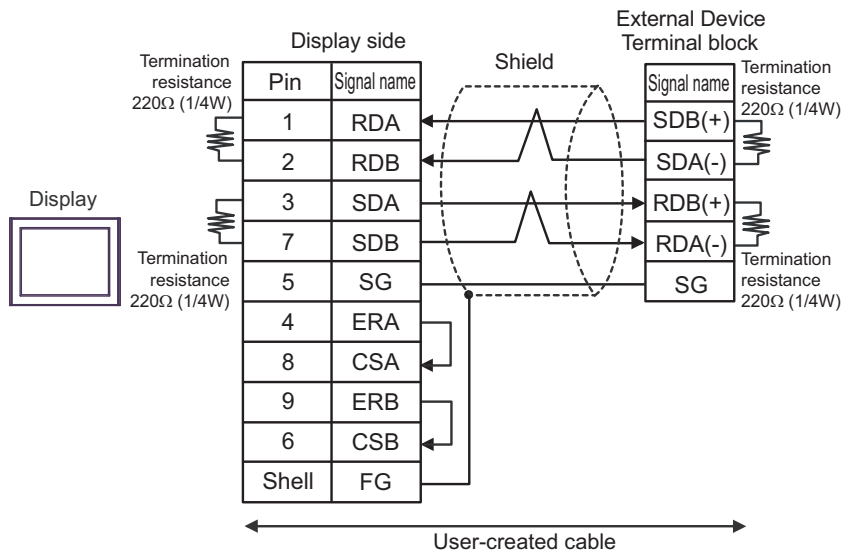 External Device
Terminal block
Display side
Shield
Termination
resistance
220Ω (1/4W)
Pin Signal name
Signal name
Termination
resistance
220Ω (1/4W)
1 RDA SDB(+)
2 RDB SDA(-)
3 SDA RDB(+)
Display
7 SDB RDA(-)
Termination
resistance
220Ω (1/4W)
Termination
resistance
220Ω (1/4W)
5 SG SG
4 ERA
8 CSA
9 ERB
6 CSB
Shell FG
User-created cable